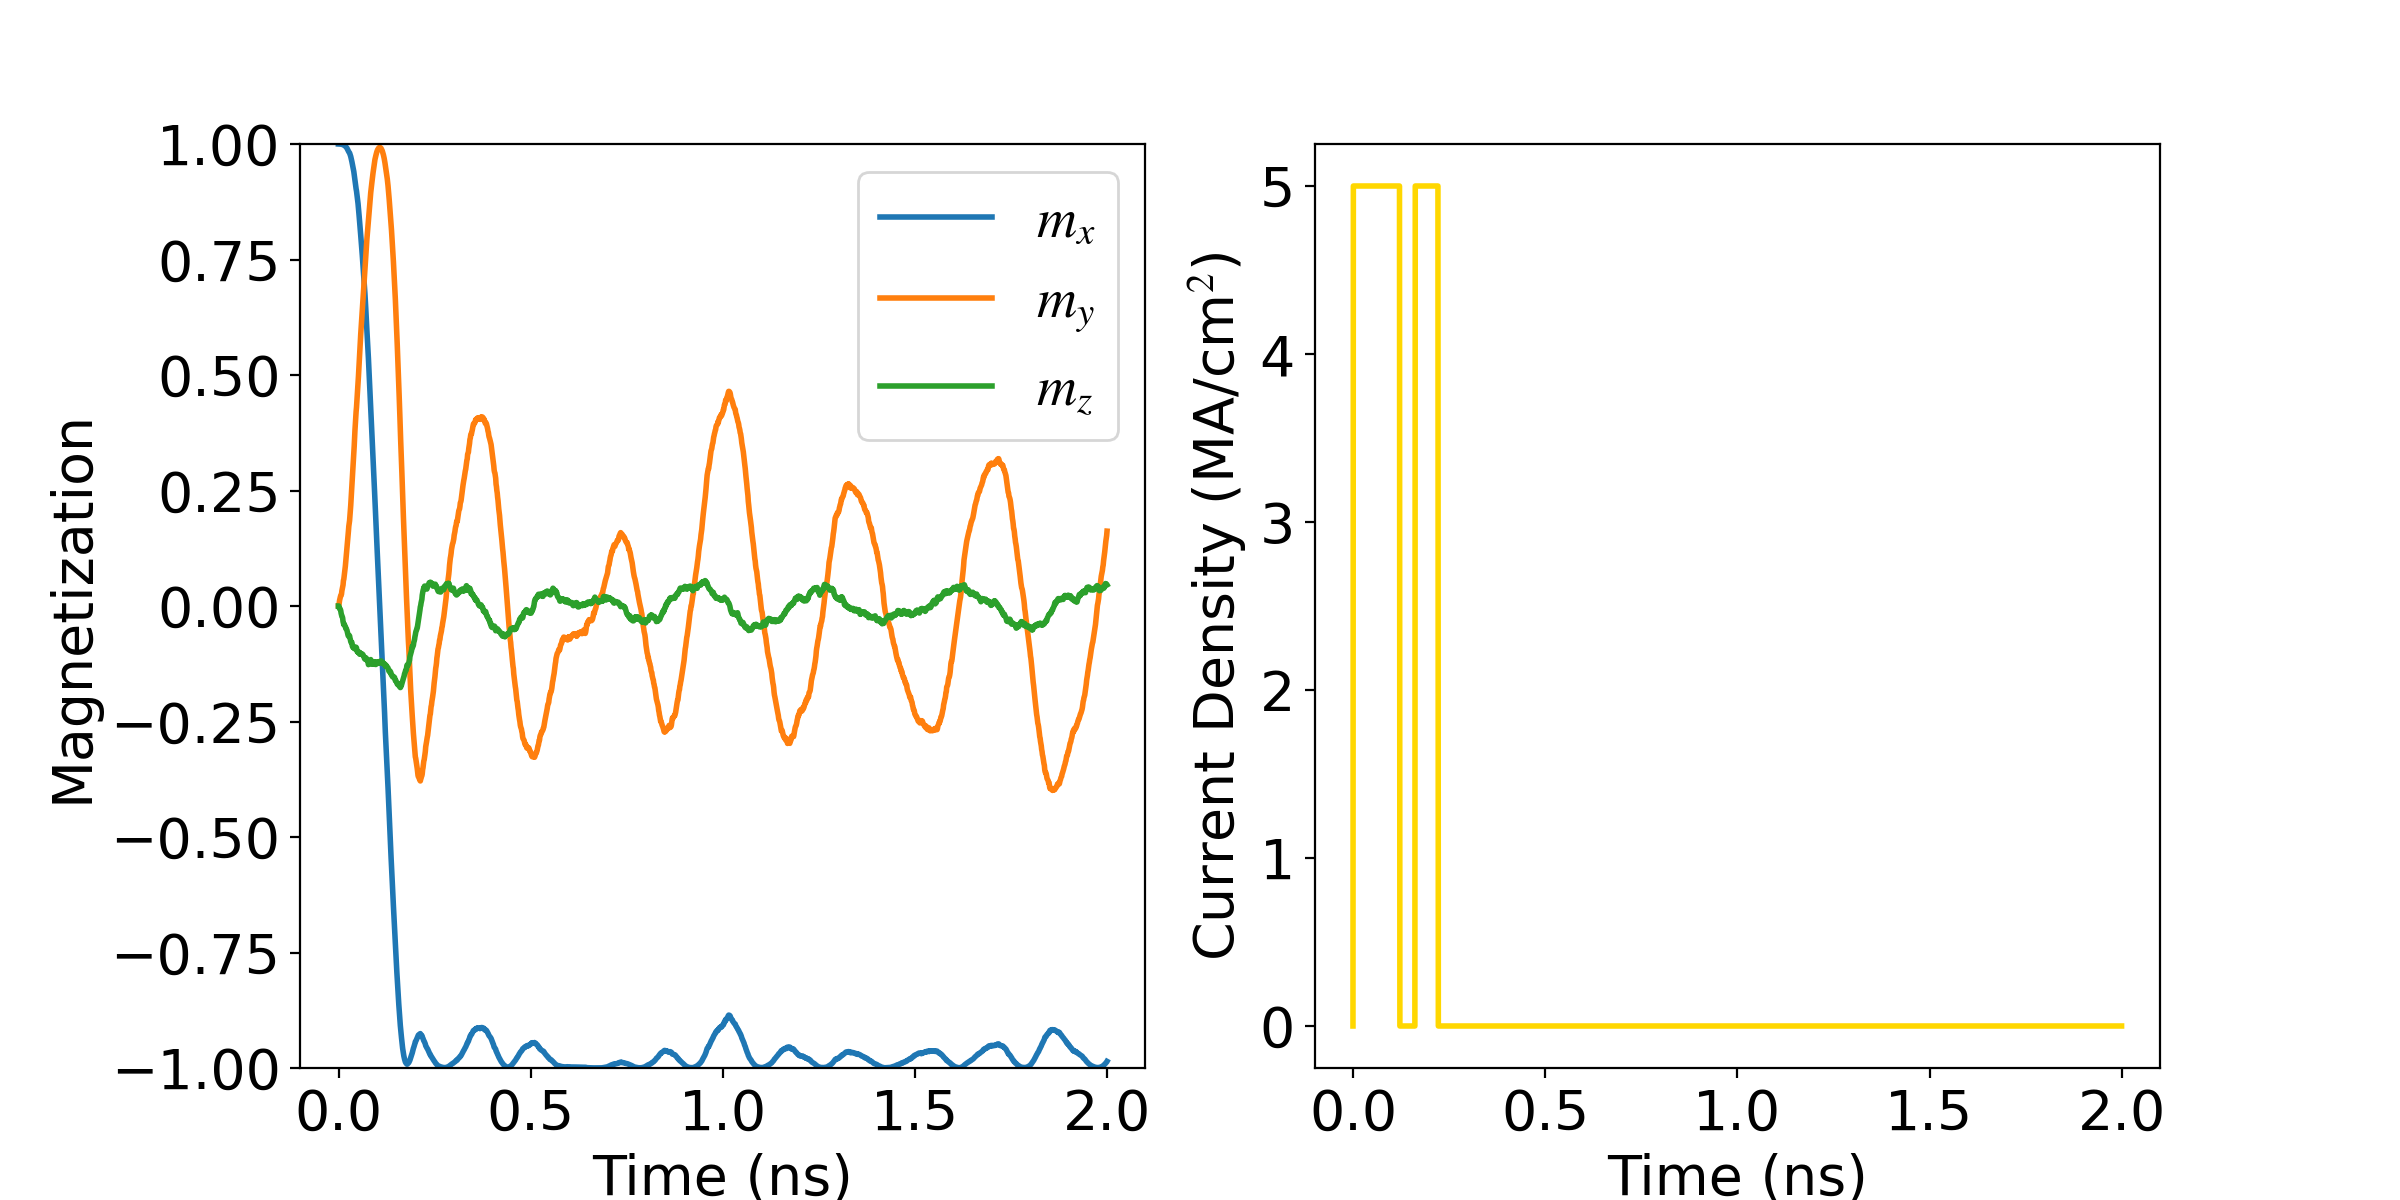 Magnetization
1.00
0.75
0.50
0.25
0.00
−0.25
−0.50
−0.75
−1.00
0.0 0.5 1.0 1.5 2.0
Time (ns)
m_x
m_y
m_z
Current Density (MA/cm²)
5
4
3
2
1
0
0.0 0.5 1.0 1.5 2.0
Time (ns)